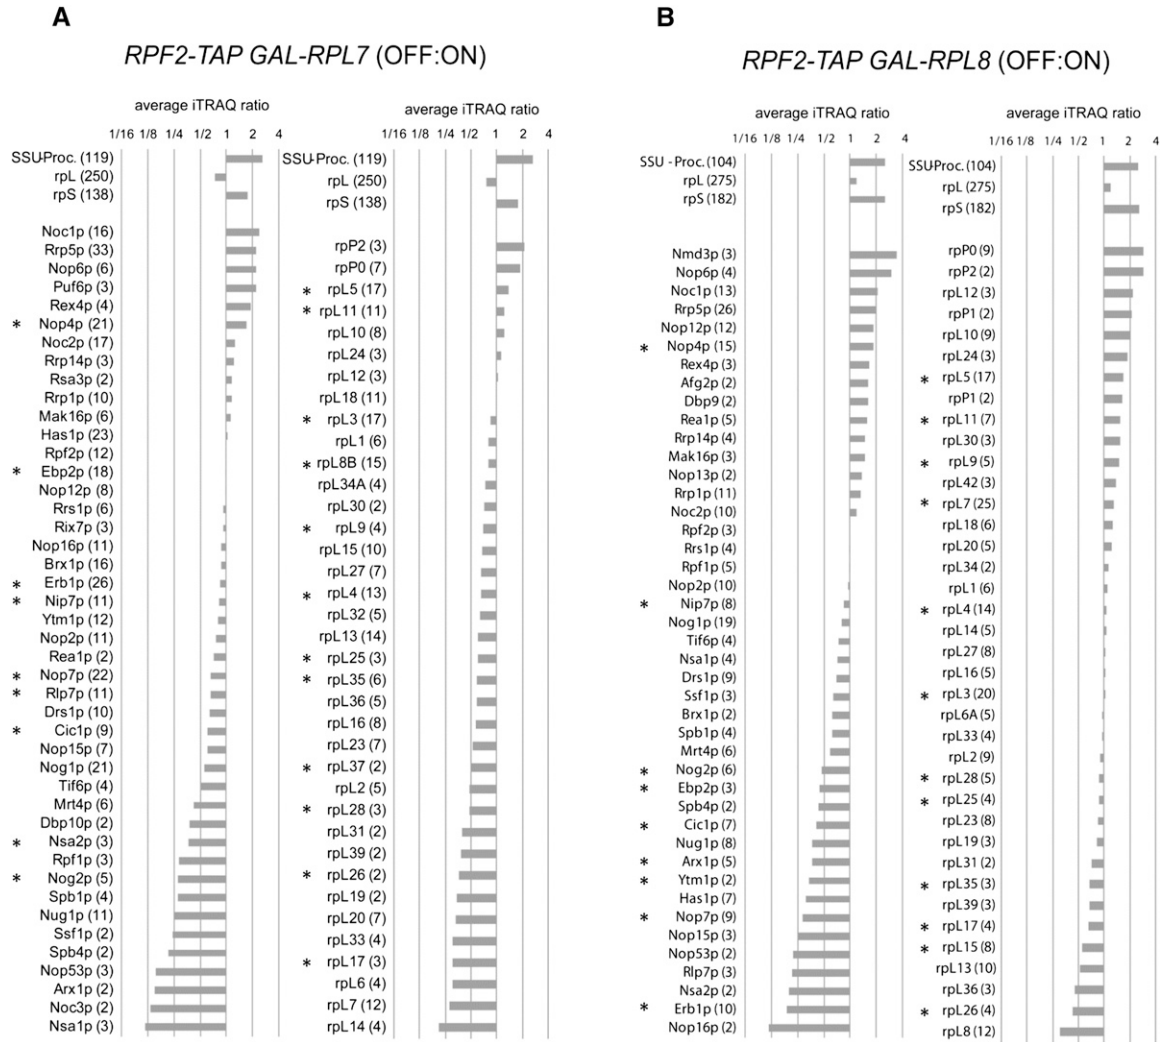 A
RPF2-TAP GAL-RPL7 (OFF:ON)
average iTRAQ ratio
1/16 1/8 1/4 1/2 1 2 4
SSU-Proc. (119)
rpL (250)
rpS (138)
Noc1p (16)
Rrp5p (33)
Nop6p (6)
Puf6p (3)
Rex4p (4)
* Nop4p (21)
Noc2p (17)
Rrp14p (3)
Rsa3p (2)
Rrp1p (10)
Mak16p (6)
Has1p (23)
Rpf2p (12)
* Ebp2p (18)
Nop12p (8)
Rrs1p (6)
Rix7p (3)
Nop16p (11)
Brx1p (16)
* Erb1p (26)
* Nip7p (11)
Ytm1p (12)
Nop2p (11)
Rea1p (2)
* Nop7p (22)
* Rlp7p (11)
Drs1p (10)
* Cic1p (9)
Nop15p (7)
Nog1p (21)
Tif6p (4)
Mrt4p (6)
Dbp10p (2)
* Nsa2p (3)
Rpf1p (3)
* Nog2p (5)
Spb1p (4)
Nug1p (11)
Ssf1p (2)
Spb4p (2)
Nop53p (3)
Arx1p (2)
Noc3p (2)
Nsa1p (3)
average iTRAQ ratio
1/16 1/8 1/4 1/2 1 2 4
SSU-Proc. (119)
rpL (250)
rpS (138)
rpP2 (3)
rpP0 (7)
* rpL5 (17)
* rpL11 (11)
rpL10 (8)
rpL24 (3)
rpL12 (3)
rpL18 (11)
* rpL3 (17)
rpL1 (6)
* rpL8B (15)
rpL34A (4)
rpL30 (2)
* rpL9 (4)
rpL15 (10)
rpL27 (7)
* rpL4 (13)
rpL32 (5)
rpL13 (14)
* rpL25 (3)
* rpL35 (6)
rpL36 (5)
rpL16 (8)
rpL23 (7)
* rpL37 (2)
rpL2 (5)
* rpL28 (3)
rpL31 (2)
rpL39 (2)
* rpL26 (2)
rpL19 (2)
rpL20 (7)
rpL33 (4)
* rpL17 (3)
rpL6 (4)
rpL7 (12)
rpL14 (4)
B
RPF2-TAP GAL-RPL8 (OFF:ON)
average iTRAQ ratio
1/16 1/8 1/4 1/2 1 2 4
SSU - Proc. (104)
rpL (275)
rpS (182)
Nmd3p (3)
Nop6p (4)
Noc1p (13)
Rrp5p (26)
Nop12p (12)
* Nop4p (15)
Rex4p (3)
Afg2p (2)
Dbp9 (2)
Rea1p (5)
Rrp14p (4)
Mak16p (3)
Nop13p (2)
Rrp1p (11)
Noc2p (10)
Rpf2p (3)
Rrs1p (4)
Rpf1p (5)
Nop2p (10)
* Nip7p (8)
Nog1p (19)
Tif6p (4)
Nsa1p (4)
Drs1p (9)
Ssf1p (3)
Brx1p (2)
Spb1p (4)
Mrt4p (6)
* Nog2p (6)
* Ebp2p (3)
Spb4p (2)
* Cic1p (7)
Nug1p (8)
* Arx1p (5)
* Ytm1p (2)
Has1p (7)
* Nop7p (9)
Nop15p (3)
Nop53p (2)
Rlp7p (3)
Nsa2p (2)
* Erb1p (10)
Nop16p (2)
average iTRAQ ratio
1/16 1/8 1/4 1/2 1 2 4
SSU-Proc. (104)
rpL (275)
rpS (182)
rpP0 (9)
rpP2 (2)
rpL12 (3)
rpP1 (2)
rpL10 (9)
rpL24 (3)
* rpL5 (17)
rpP1 (2)
* rpL11 (7)
rpL30 (3)
* rpL9 (5)
rpL42 (3)
* rpL7 (25)
rpL18 (6)
rpL20 (5)
rpL34 (2)
rpL1 (6)
* rpL4 (14)
rpL14 (5)
rpL27 (8)
rpL16 (5)
* rpL3 (20)
rpL6A (5)
rpL33 (4)
rpL2 (9)
* rpL28 (5)
* rpL25 (4)
rpL23 (8)
rpL19 (3)
rpL31 (2)
* rpL35 (3)
rpL39 (3)
* rpL17 (4)
* rpL15 (8)
rpL13 (10)
rpL36 (3)
* rpL26 (4)
rpL8 (12)